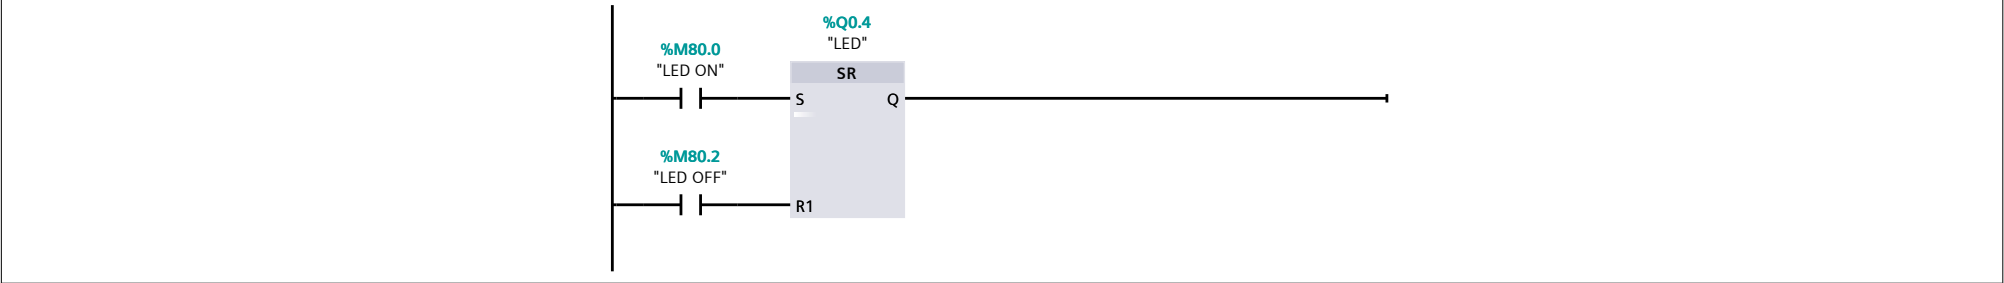 %Q0.4
"LED"
%M80.0
"LED ON"
SR
S Q
%M80.2
"LED OFF"
R1